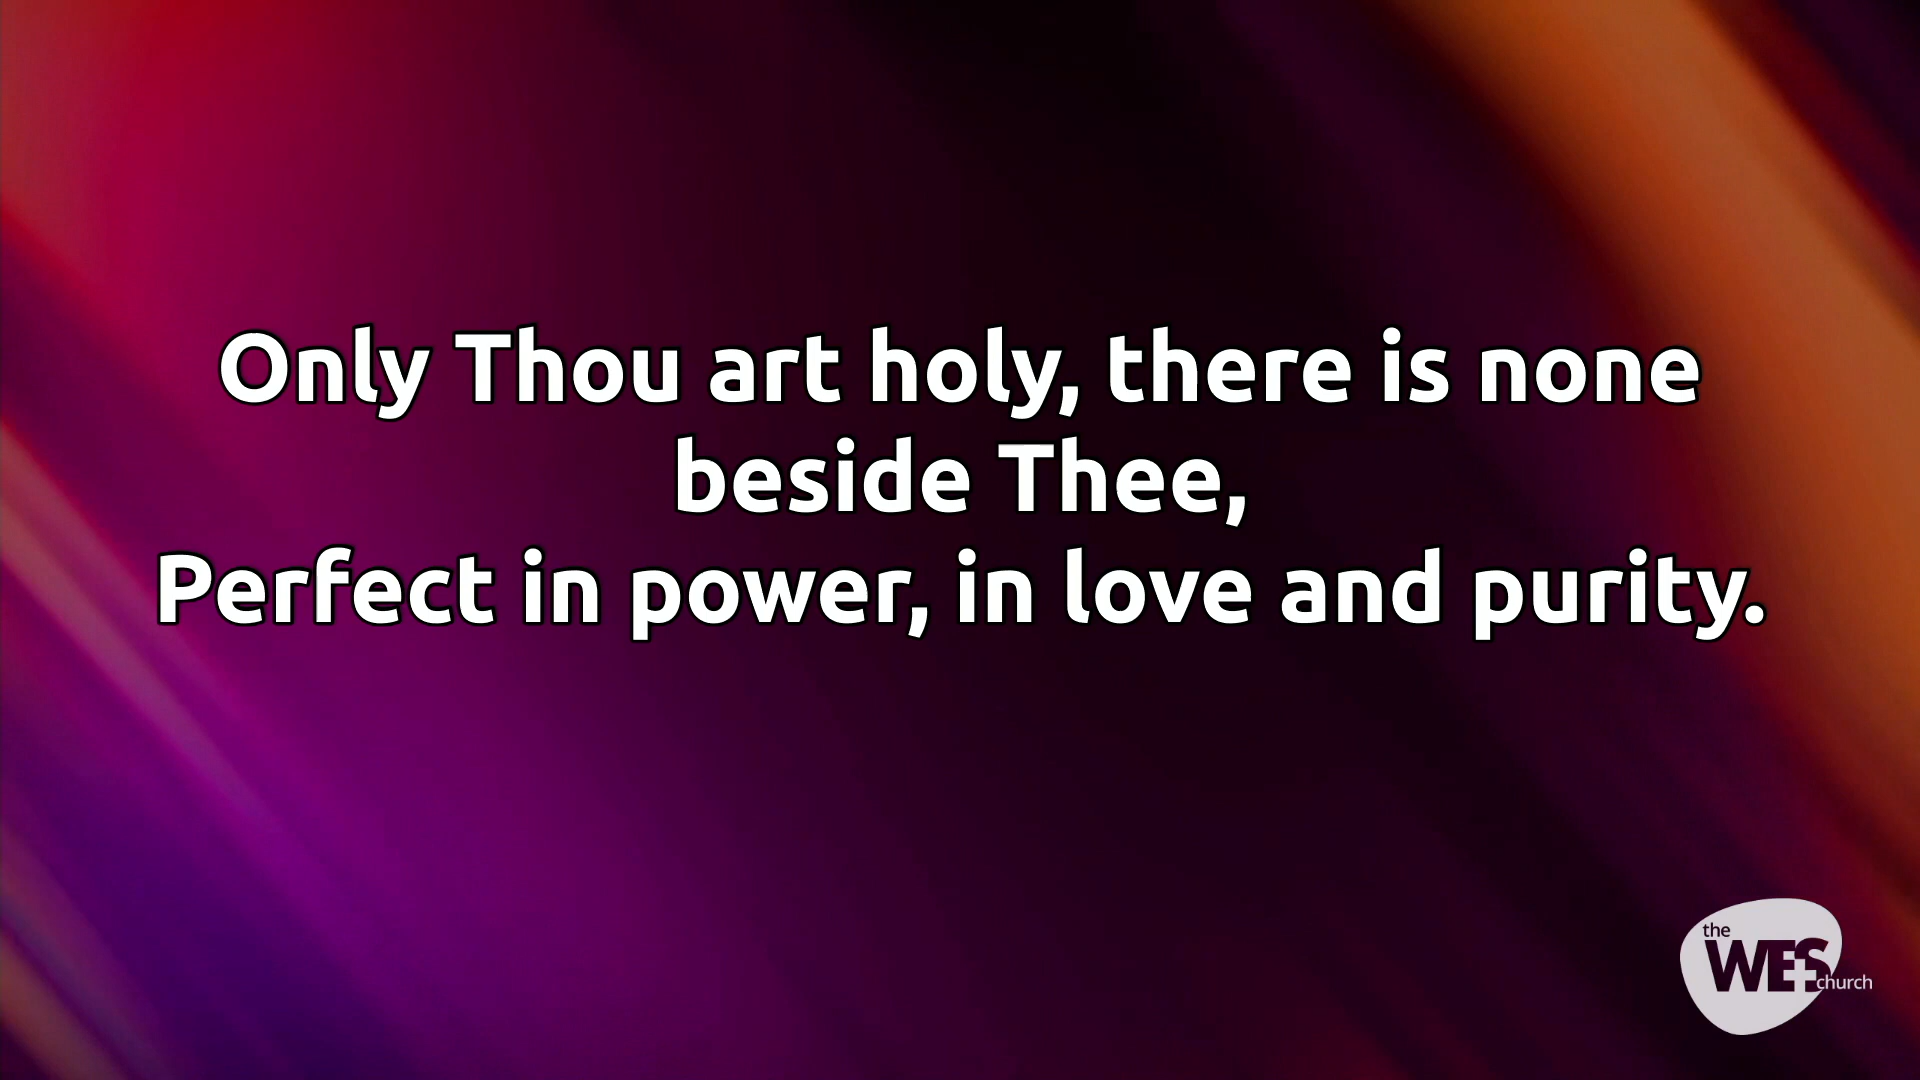 Only Thou art holy, there is none
beside Thee,
Perfect in power, in love and purity.
the
WES
church